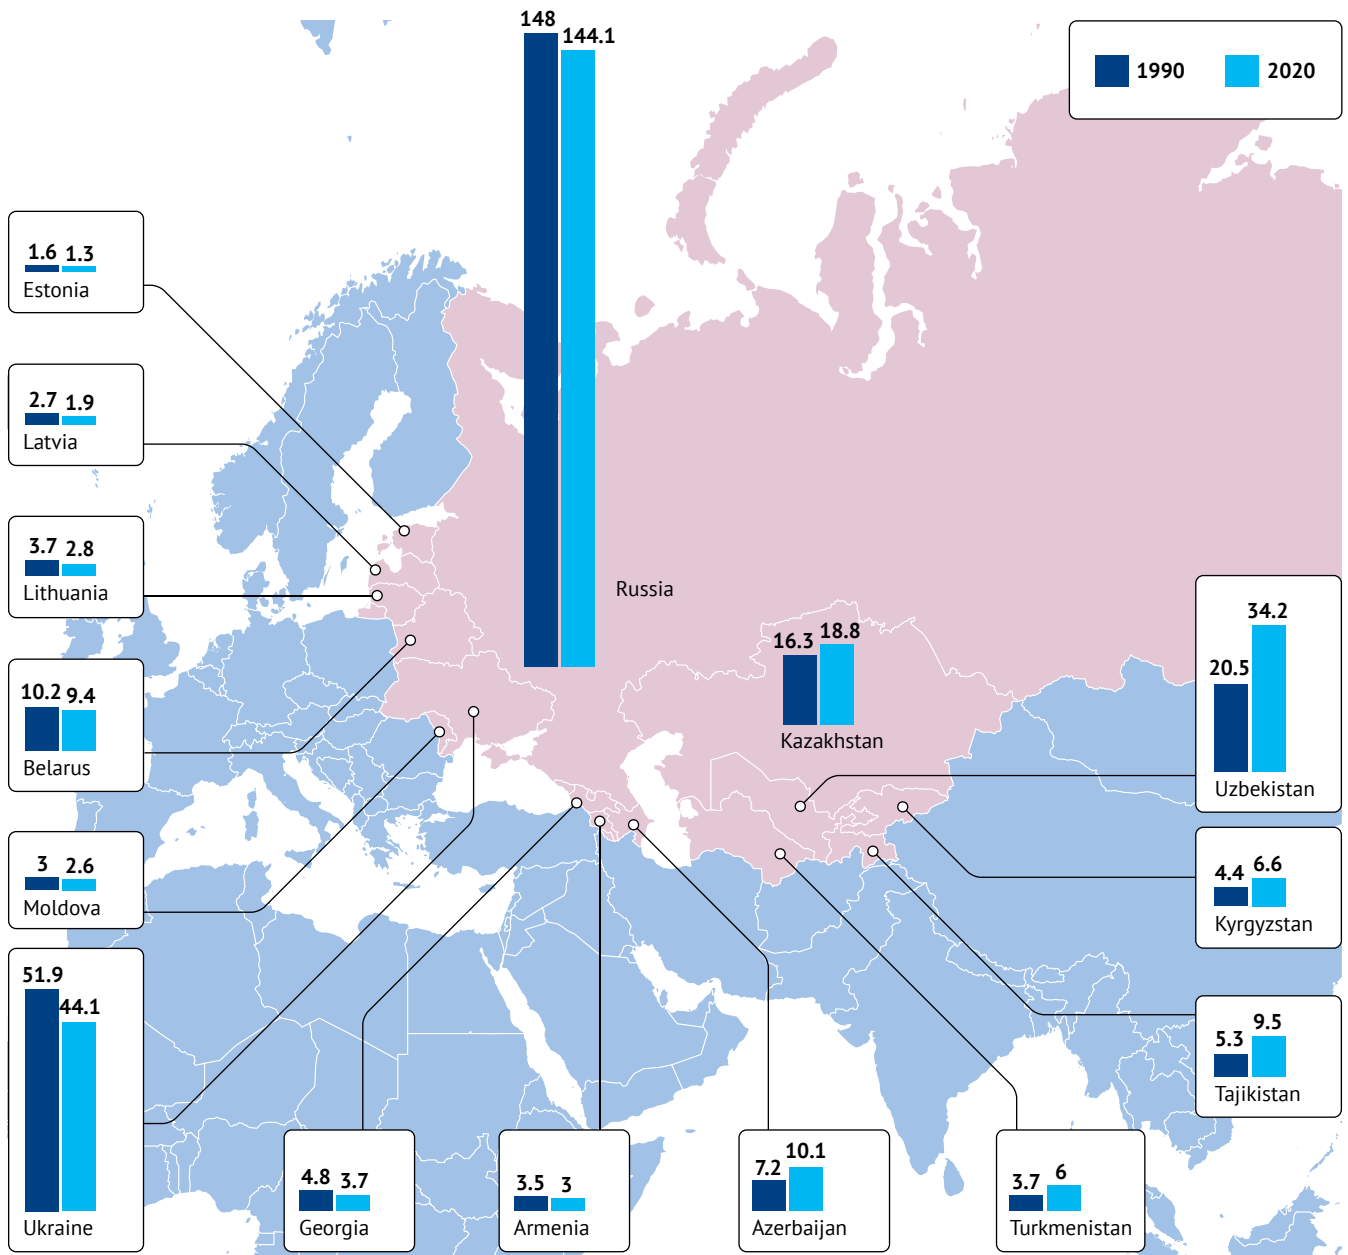 148
144.1
1990
2020
1.6 1.3
Estonia
2.7 1.9
Latvia
3.7 2.8
Lithuania
Russia
16.3 18.8
Kazakhstan
34.2
20.5
Uzbekistan
10.2 9.4
Belarus
3 2.6
Moldova
4.4 6.6
Kyrgyzstan
51.9
44.1
Ukraine
5.3 9.5
Tajikistan
4.8 3.7
Georgia
3.5 3
Armenia
7.2 10.1
Azerbaijan
3.7 6
Turkmenistan